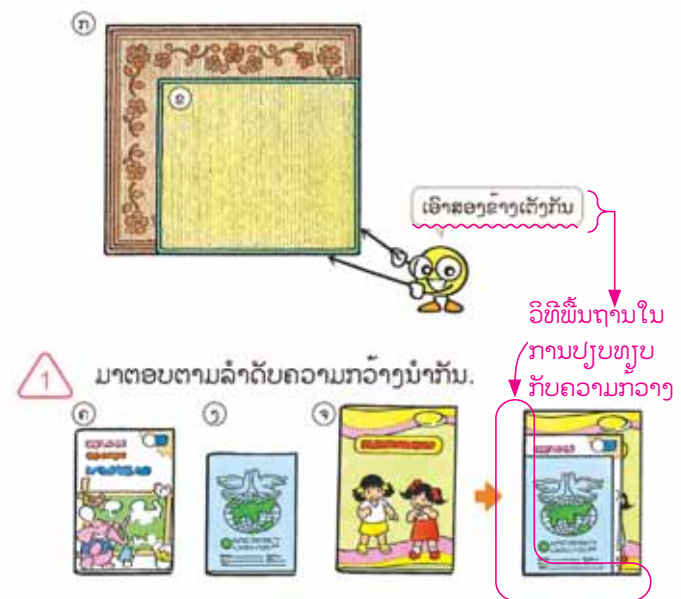 ກ
ຂ
ເອົາສອງຂ້າງເຕັງກັນ
ວິທີພື້ນຖານໃນ
ການປຽບທຽບ
ກັບຄວາມກວ້າງ
1 ມາຕອບຕາມລຳດັບຄວາມກວ້າງນຳກັນ.
ຄ ງ ຈ